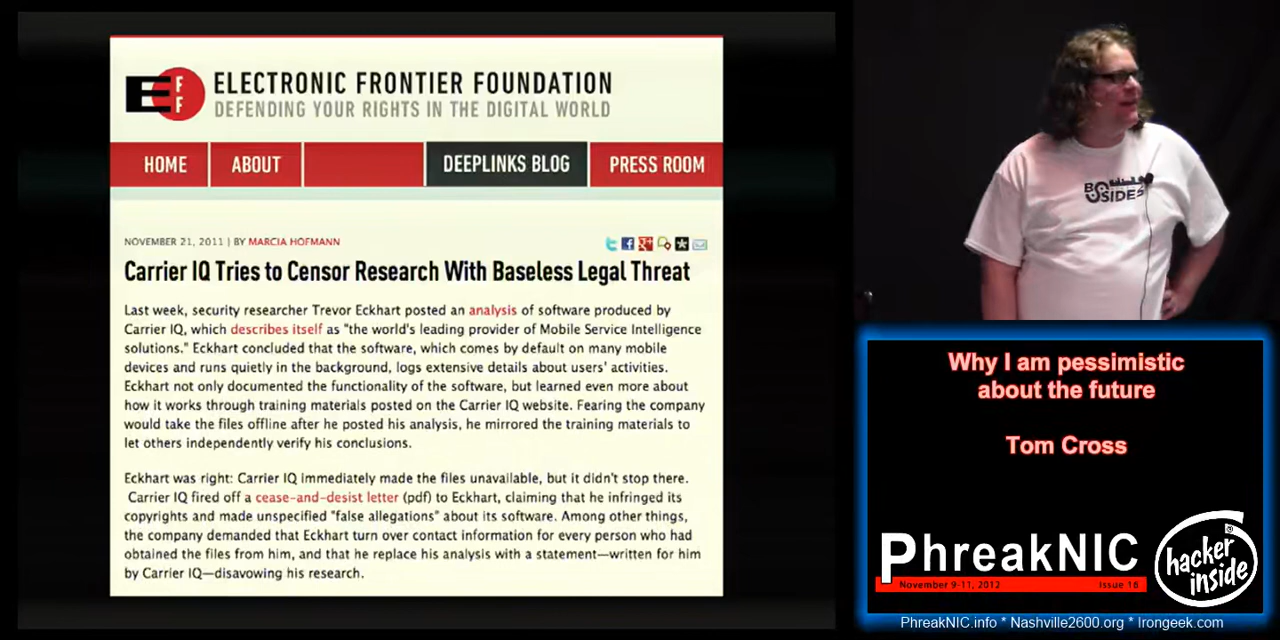 E
F
F
ELECTRONIC FRONTIER FOUNDATION
DEFENDING YOUR RIGHTS IN THE DIGITAL WORLD
HOME
ABOUT
DEEPLINKS BLOG
PRESS ROOM
NOVEMBER 21, 2011 | BY MARCIA HOFMANN
Carrier IQ Tries to Censor Research With Baseless Legal Threat
Last week, security researcher Trevor Eckhart posted an analysis of software produced by
Carrier IQ, which describes itself as "the world's leading provider of Mobile Service Intelligence
solutions." Eckhart concluded that the software, which comes by default on many mobile
devices and runs quietly in the background, logs extensive details about users' activities.
Eckhart not only documented the functionality of the software, but learned even more about
how it works through training materials posted on the Carrier IQ website. Fearing the company
would take the files offline after he posted his analysis, he mirrored the training materials to
let others independently verify his conclusions.
Eckhart was right: Carrier IQ immediately made the files unavailable, but it didn't stop there.
Carrier IQ fired off a cease-and-desist letter (pdf) to Eckhart, claiming that he infringed its
copyrights and made unspecified "false allegations" about its software. Among other things,
the company demanded that Eckhart turn over contact information for every person who had
obtained the files from him, and that he replace his analysis with a statement—written for him
by Carrier IQ—disavowing his research.
BSIDES
Why I am pessimistic
about the future
Tom Cross
PhreakNIC
November 9-11, 2012 Issue 16
hacker
inside
PhreakNIC.info * Nashville2600.org * Irongeek.com